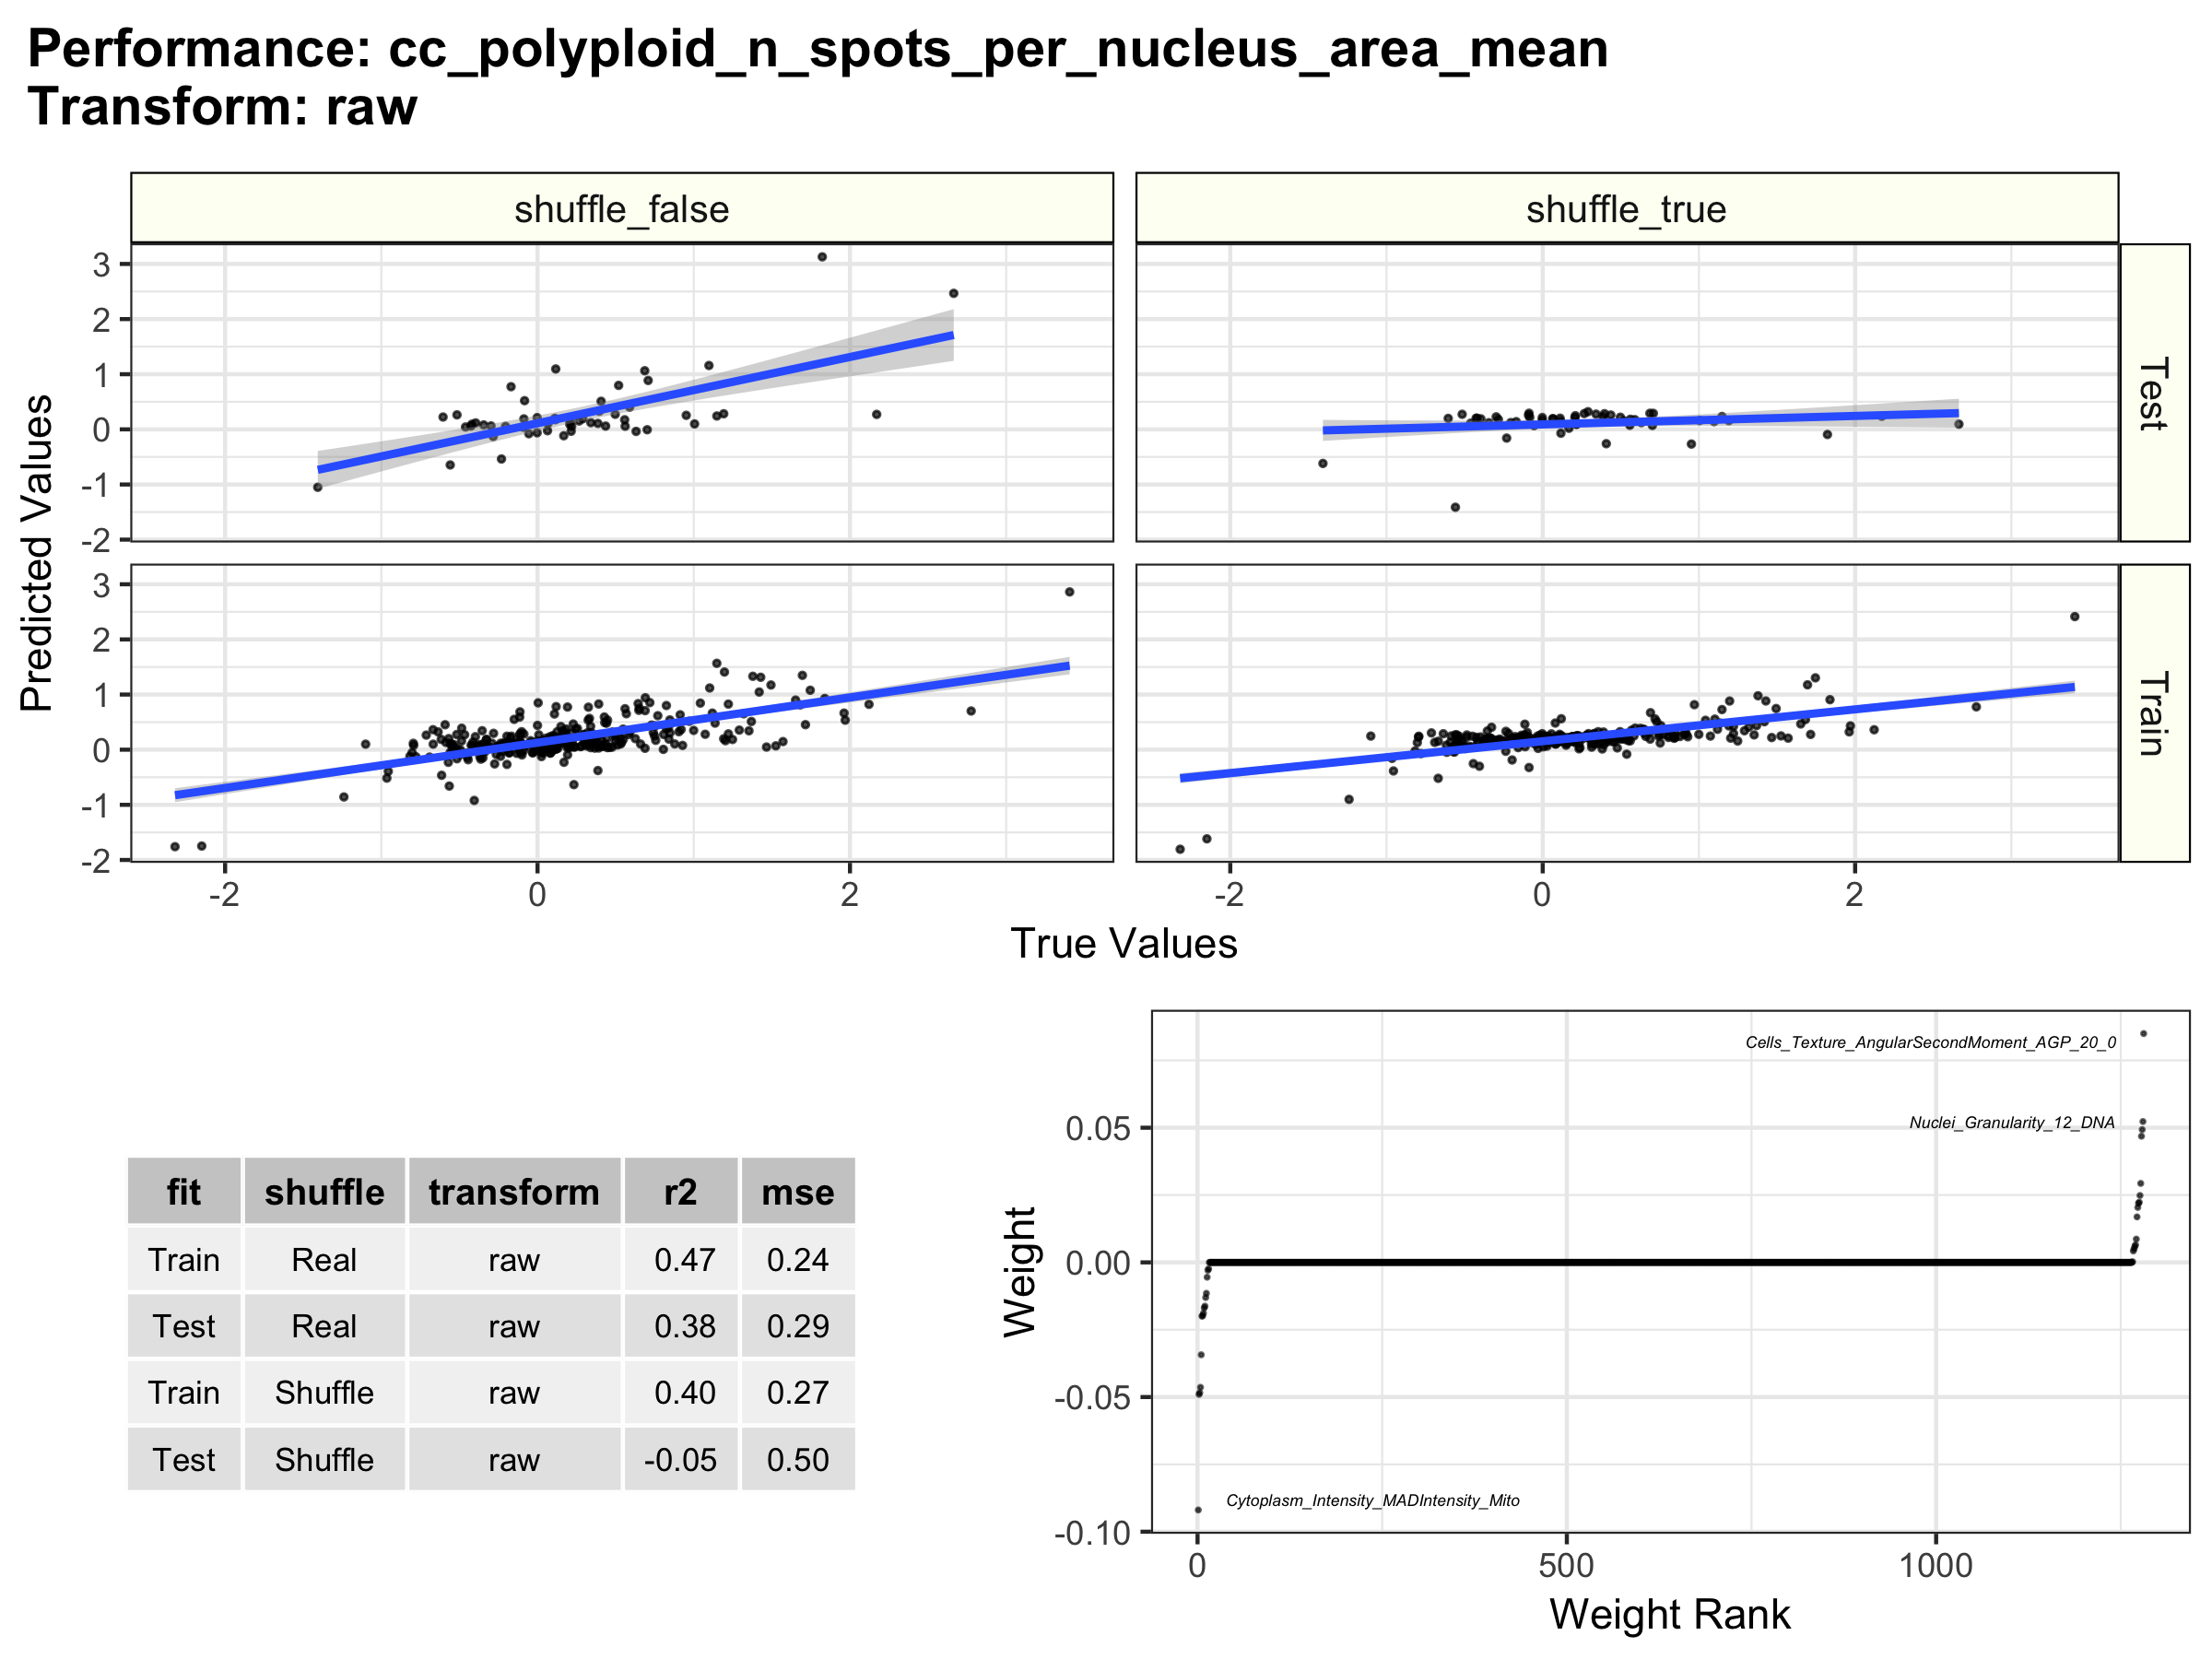 Performance: cc_polyploid_n_spots_per_nucleus_area_mean
Transform: raw
shuffle_false
shuffle_true
3
2
1
0
-1
-2
Test
3
2
1
0
-1
-2
Train
Predicted Values
-2
0
2
-2
0
2
True Values
fit shuffle transform r2 mse
Train Real raw 0.47 0.24
Test Real raw 0.38 0.29
Train Shuffle raw 0.40 0.27
Test Shuffle raw -0.05 0.50
Weight
0.05
0.00
-0.05
-0.10
Cells_Texture_AngularSecondMoment_AGP_20_0
Nuclei_Granularity_12_DNA
Cytoplasm_Intensity_MADIntensity_Mito
0
500
1000
Weight Rank